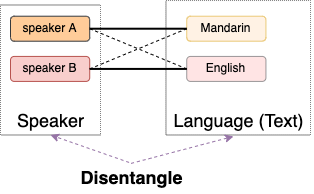 speaker A
Mandarin
speaker B
English
Speaker
Language (Text)
Disentangle